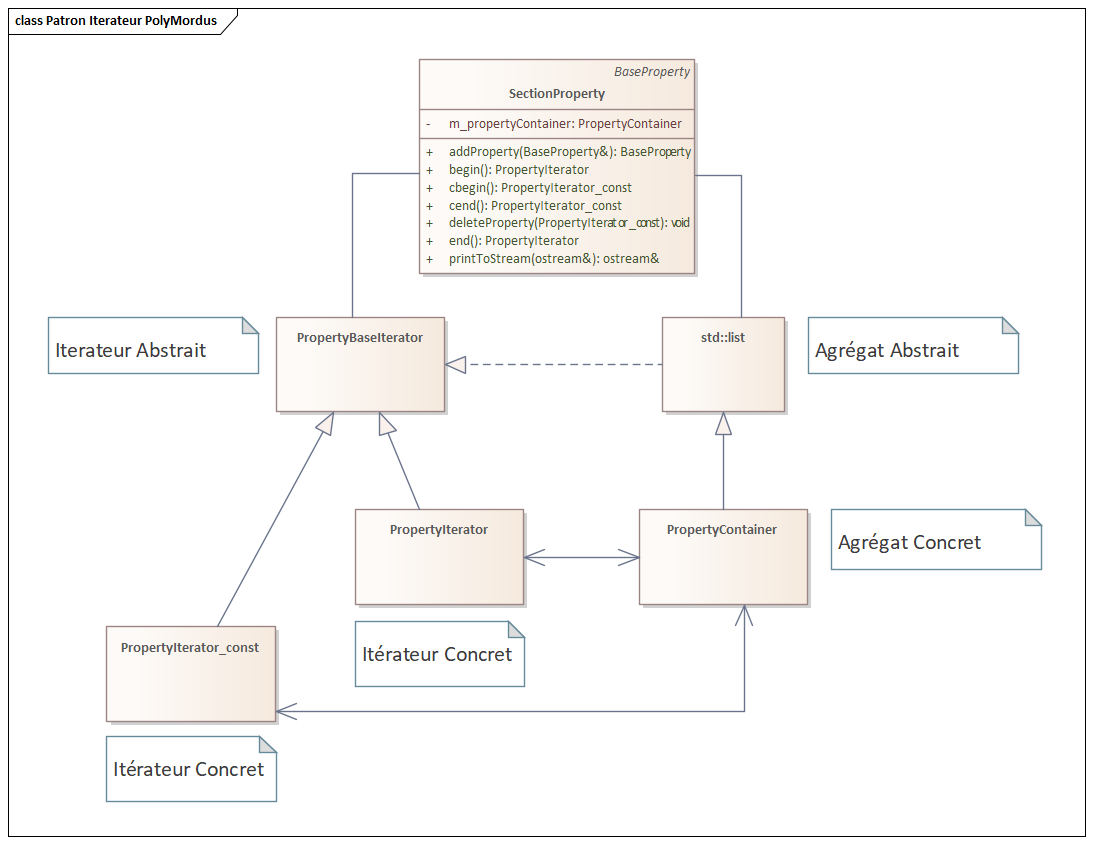 class Patron Iterateur PolyMordus
BaseProperty
SectionProperty
- m_propertyContainer: PropertyContainer
+ addProperty(BaseProperty&): BaseProperty
+ begin(): PropertyIterator
+ cbegin(): PropertyIterator_const
+ cend(): PropertyIterator_const
+ deleteProperty(PropertyIterator_const): void
+ end(): PropertyIterator
+ printToStream(ostream&): ostream&
Iterateur Abstrait
PropertyBaseIterator
std::list
Agrégat Abstrait
PropertyIterator
PropertyContainer
Agrégat Concret
Itérateur Concret
PropertyIterator_const
Itérateur Concret